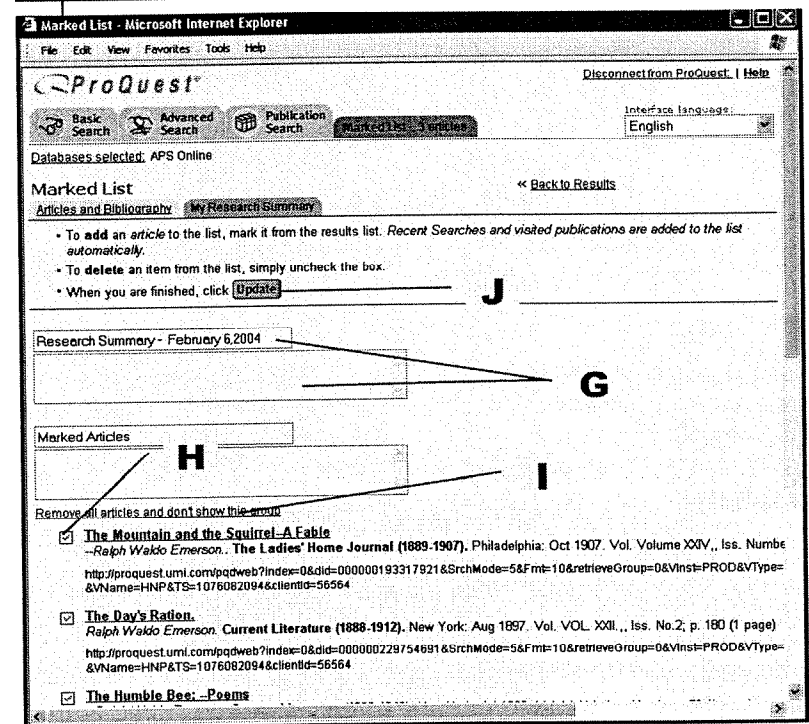 Marked List - Microsoft Internet Explorer
File Edit View Favorites Tools Help
ProQuest
Disconnect from ProQuest: | Help
Basic Search
Advanced Search
Publication Search
Marked List : 3 articles
Interface language:
English
Databases selected: APS Online
Marked List
« Back to Results
Articles and Bibliography My Research Summary
• To add an article to the list, mark it from the results list. Recent Searches and visited publications are added to the list
automatically.
• To delete an item from the list, simply uncheck the box.
• When you are finished, click Update
J
Research Summary - February 6,2004
G
Marked Articles
H
I
Remove all articles and don't show this group
The Mountain and the Squirrel--A Fable
--Ralph Waldo Emerson.. The Ladies' Home Journal (1889-1907). Philadelphia: Oct 1907. Vol. Volume XXIV,, Iss. Numbe
http://proquest.umi.com/pqdweb?index=0&did=000000193317921&SrchMode=5&Fmt=10&retrieveGroup=0&VInst=PROD&VType=
&VName=HNP&TS=1076082094&clientId=56564
The Day's Ration.
Ralph Waldo Emerson. Current Literature (1888-1912). New York: Aug 1897. Vol. VOL. XXII.,, Iss. No.2; p. 180 (1 page)
http://proquest.umi.com/pqdweb?index=0&did=000000229754691&SrchMode=5&Fmt=10&retrieveGroup=0&VInst=PROD&VType=
&VName=HNP&TS=1076082094&clientId=56564
The Humble Bee: --Poems